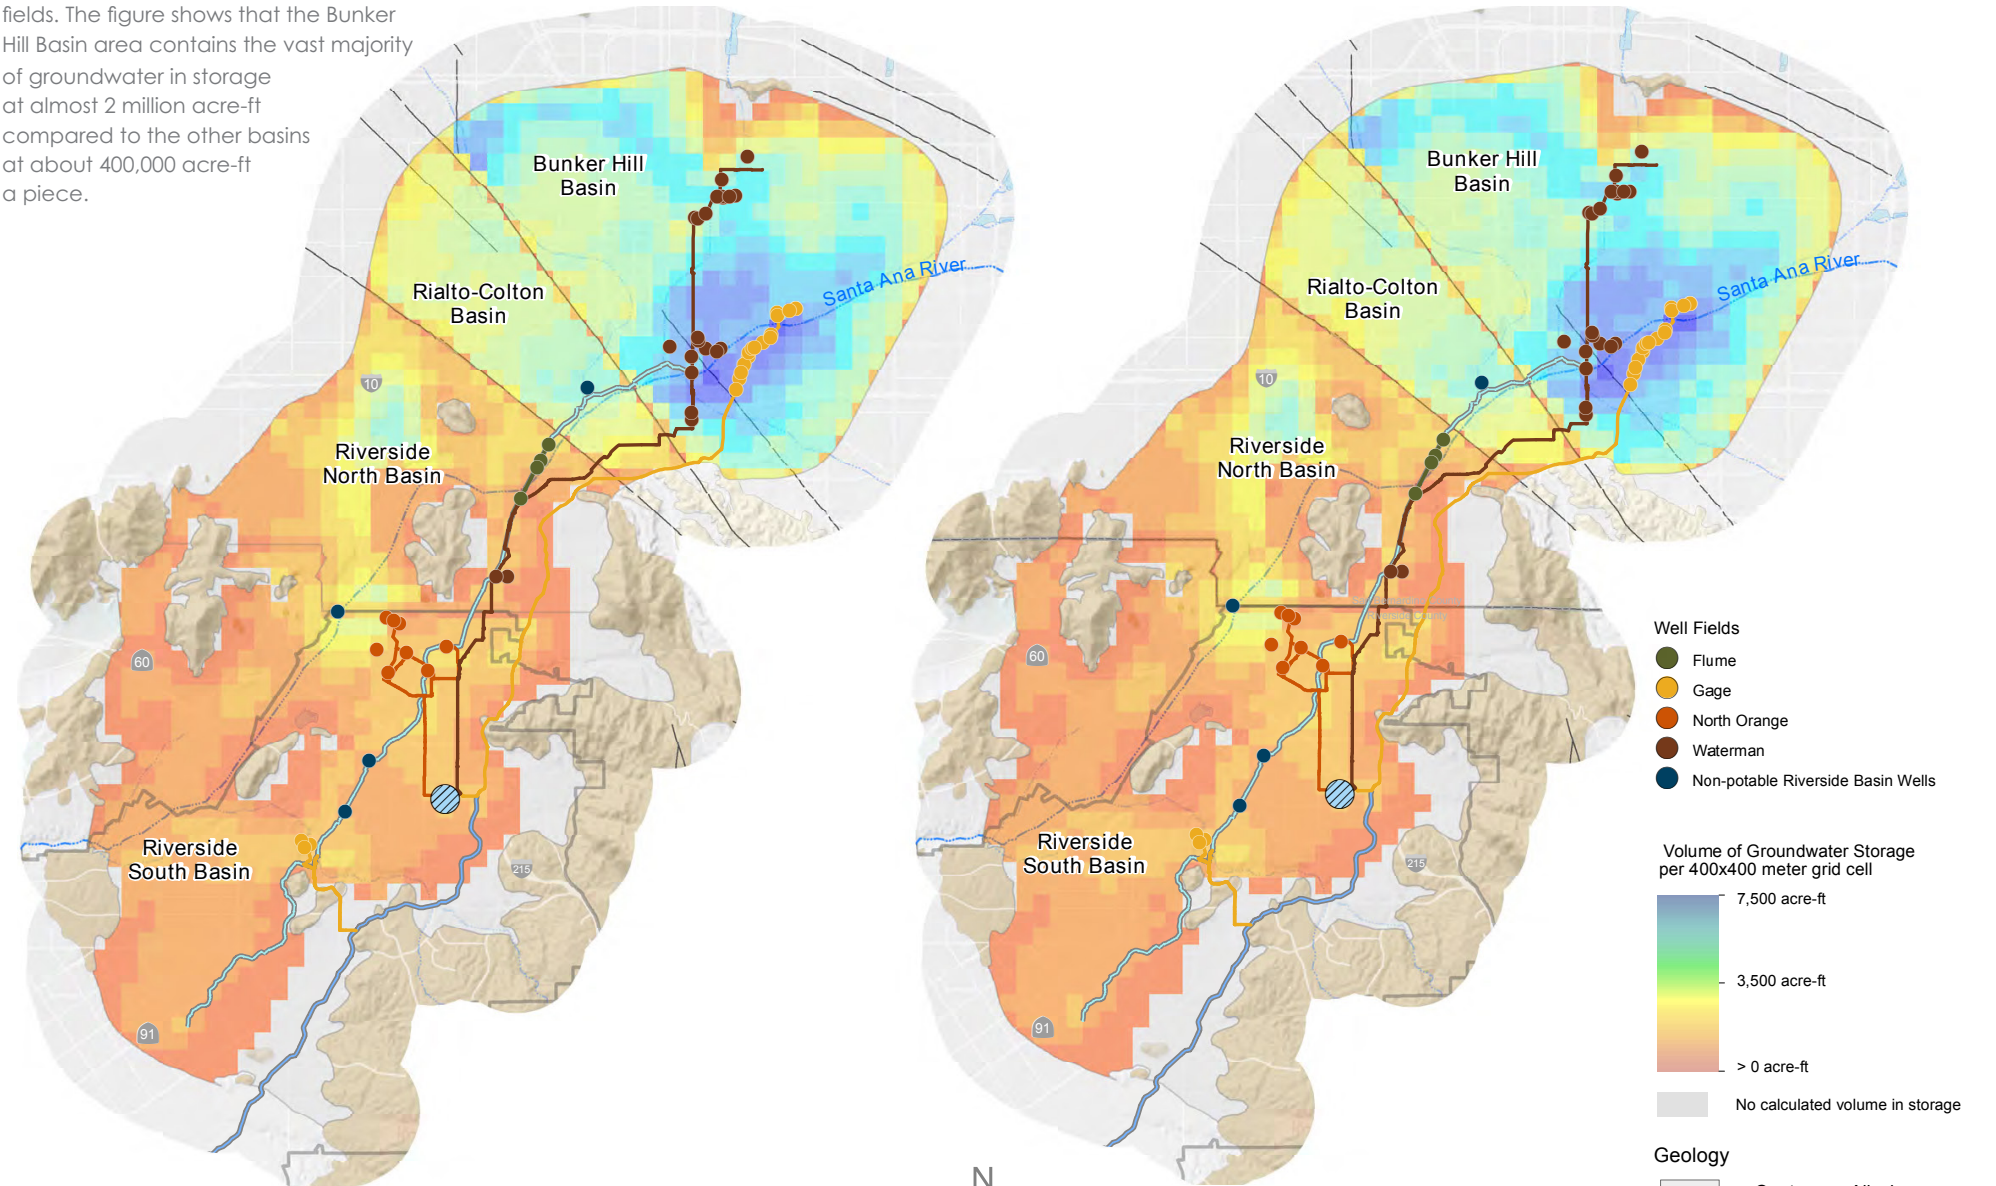 fields. The figure shows that the Bunker
Hill Basin area contains the vast majority
of groundwater in storage
at almost 2 million acre-ft
compared to the other basins
at about 400,000 acre-ft
a piece.
Bunker Hill
Basin
Rialto-Colton
Basin
Santa Ana River
10
Riverside
North Basin
60
Riverside
South Basin
215
91
Bunker Hill
Basin
Rialto-Colton
Basin
Santa Ana River
10
Riverside
North Basin
60
Riverside
South Basin
215
91
N
Well Fields
Flume
Gage
North Orange
Waterman
Non-potable Riverside Basin Wells
Volume of Groundwater Storage
per 400x400 meter grid cell
7,500 acre-ft
3,500 acre-ft
> 0 acre-ft
No calculated volume in storage
Geology